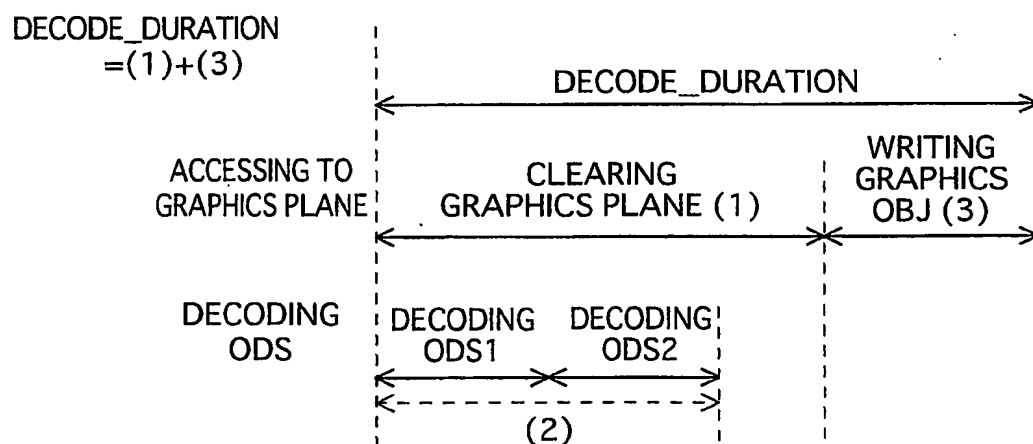 DECODE_DURATION
=(1)+(3)
DECODE_DURATION
ACCESSING TO
GRAPHICS PLANE
CLEARING
GRAPHICS PLANE (1)
WRITING
GRAPHICS
OBJ (3)
DECODING
ODS
DECODING
ODS1
DECODING
ODS2
(2)